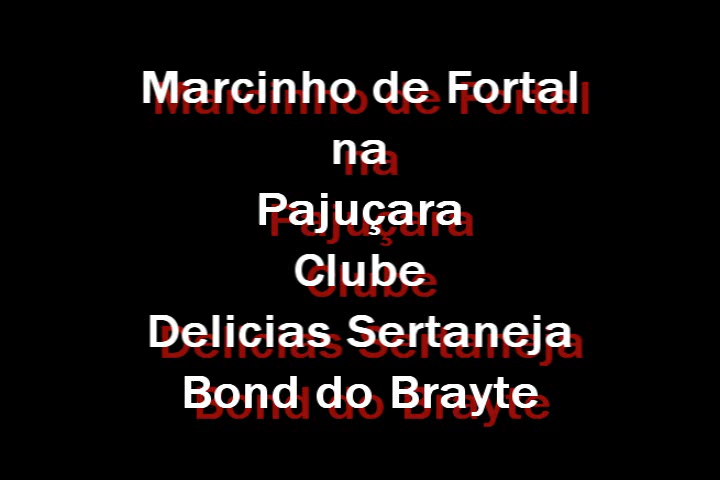 Marcinho de Fortal
na
Pajuçara
Clube
Delicias Sertaneja
Bond do Brayte